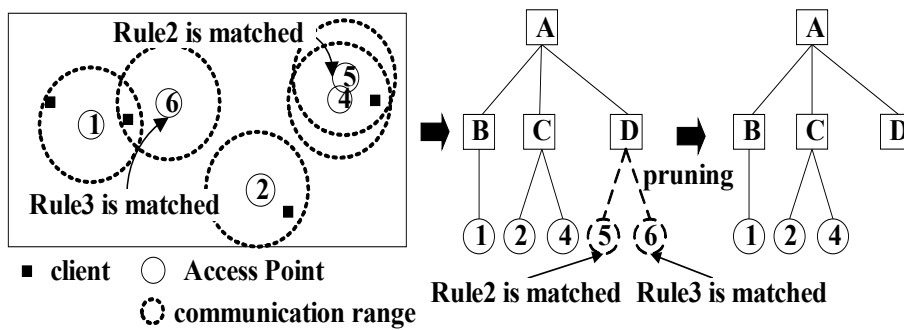 Rule2 is matched
1
6
5
4
2
Rule3 is matched
client
Access Point
communication range
A
B C D
pruning
1 2 4 5 6
Rule2 is matched Rule3 is matched
A
B C D
1 2 4